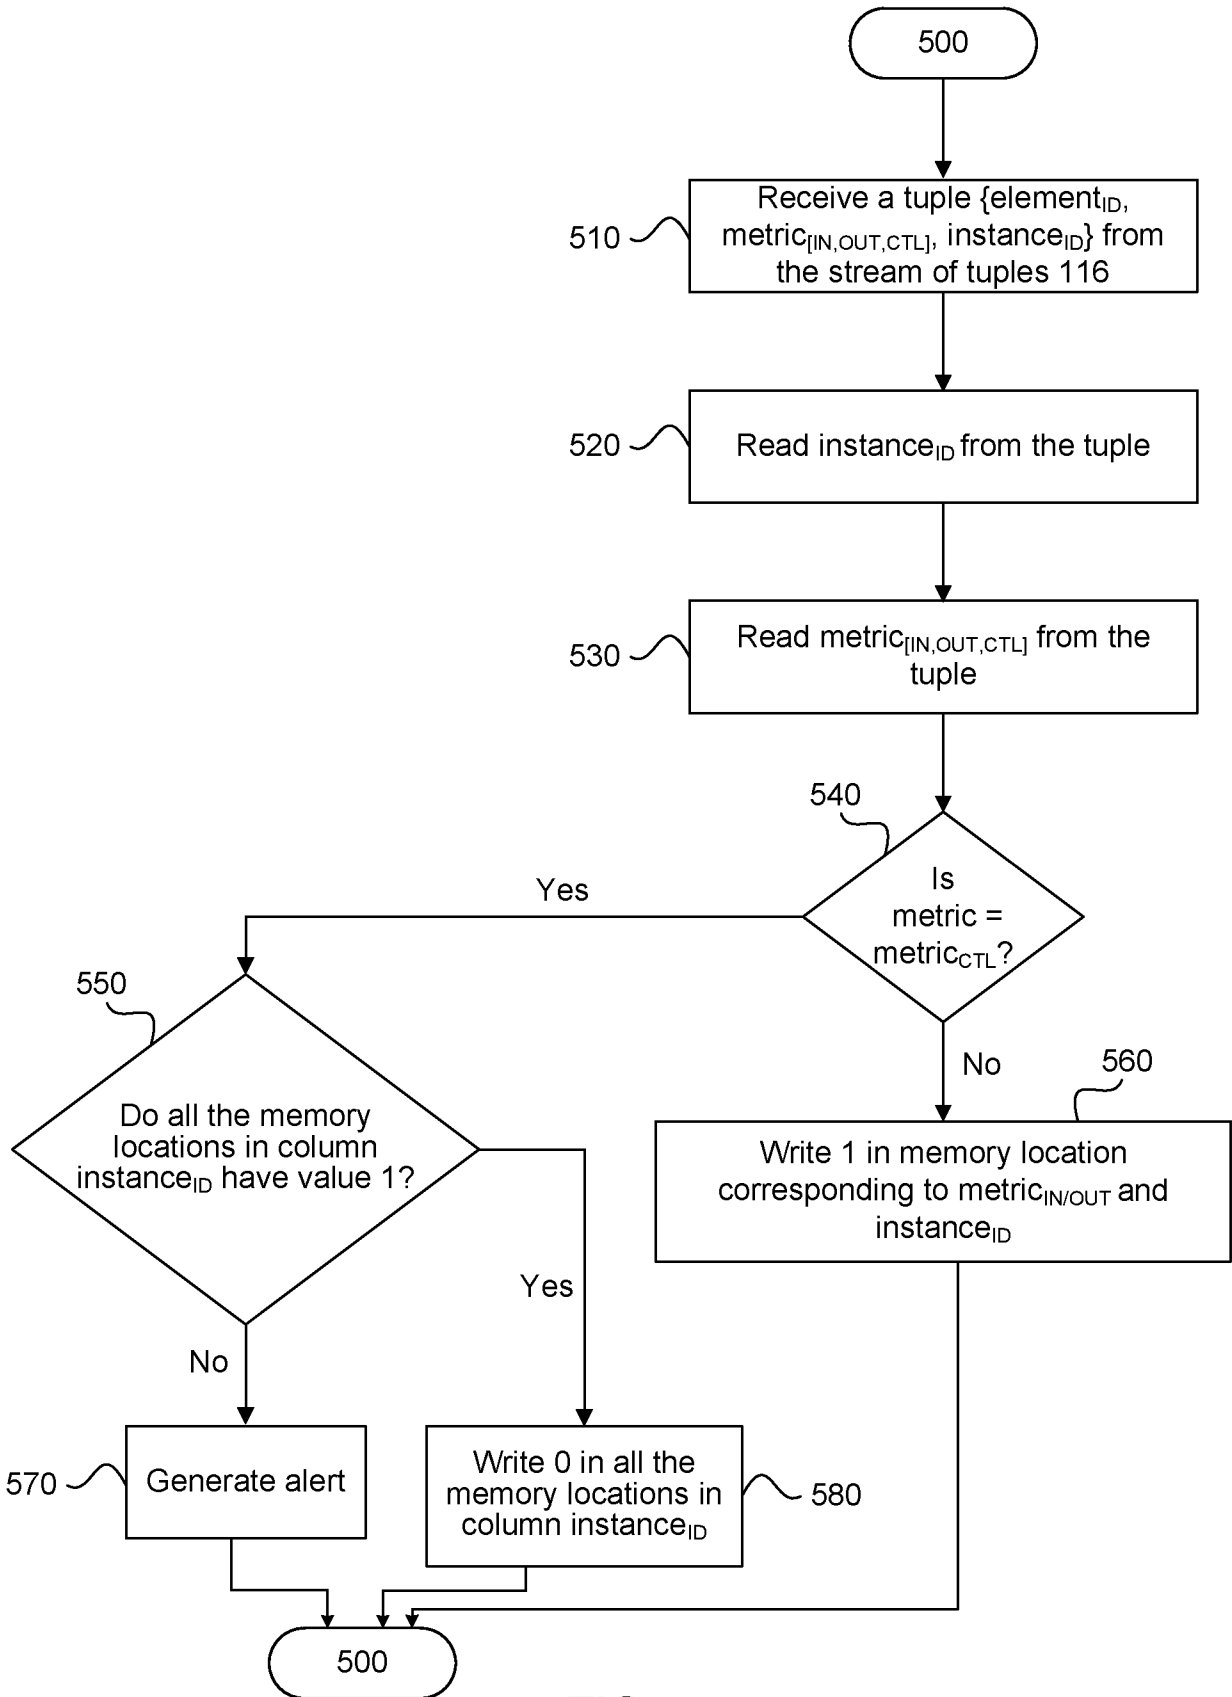 500
510
Receive a tuple {elementID,
metric[IN,OUT,CTL], instanceID} from
the stream of tuples 116
520
Read instanceID from the tuple
530
Read metric[IN,OUT,CTL] from the
tuple
540
Is
metric =
metricCTL?
Yes
No
550
Do all the memory
locations in column
instanceID have value 1?
560
Write 1 in memory location
corresponding to metricIN/OUT and
instanceID
Yes
No
570
Generate alert
Write 0 in all the
memory locations in
column instanceID
580
500